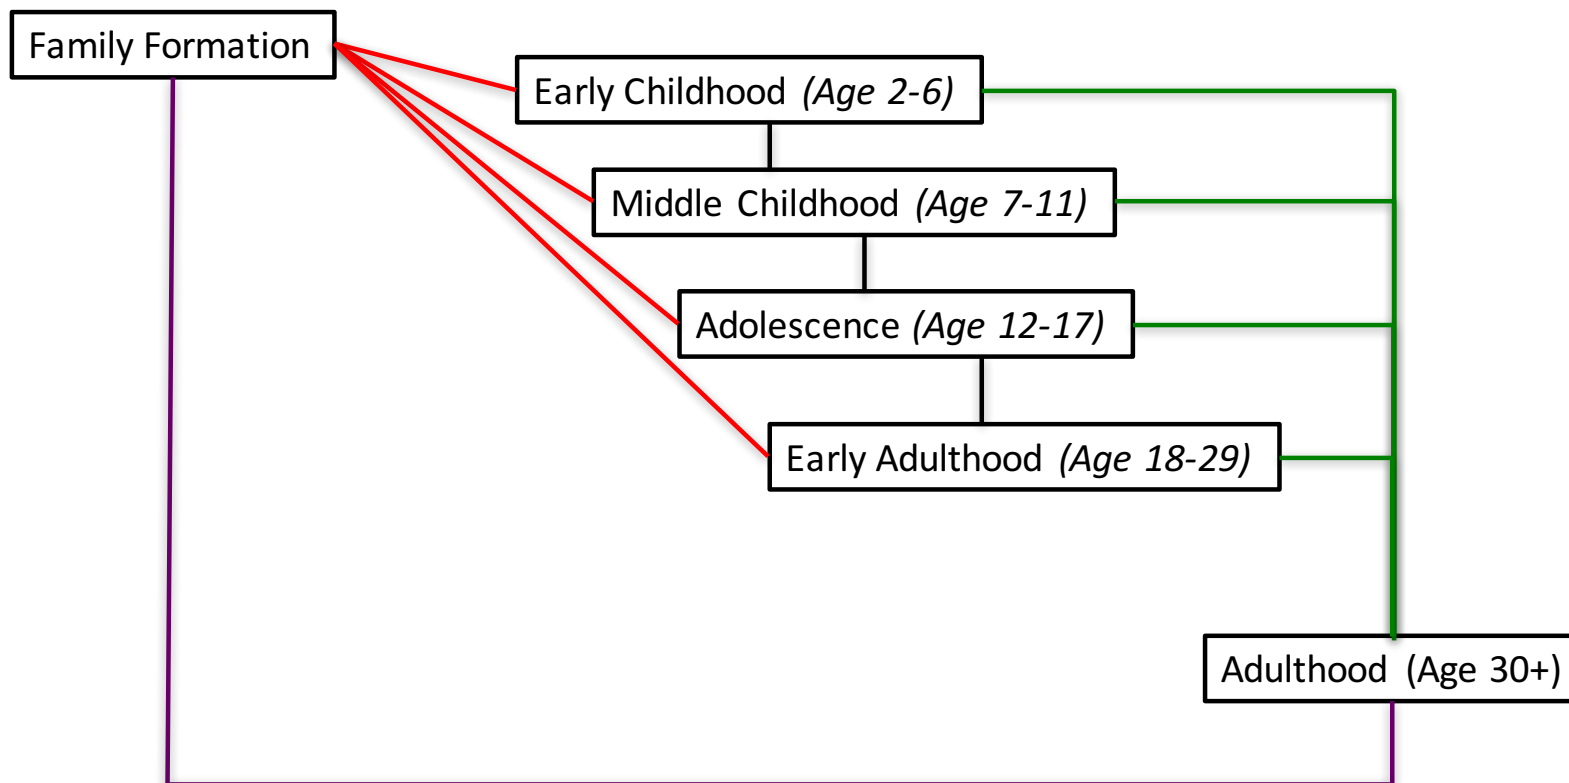 Family Formation
Early Childhood (Age 2-6)
Middle Childhood (Age 7-11)
Adolescence (Age 12-17)
Early Adulthood (Age 18-29)
Adulthood (Age 30+)